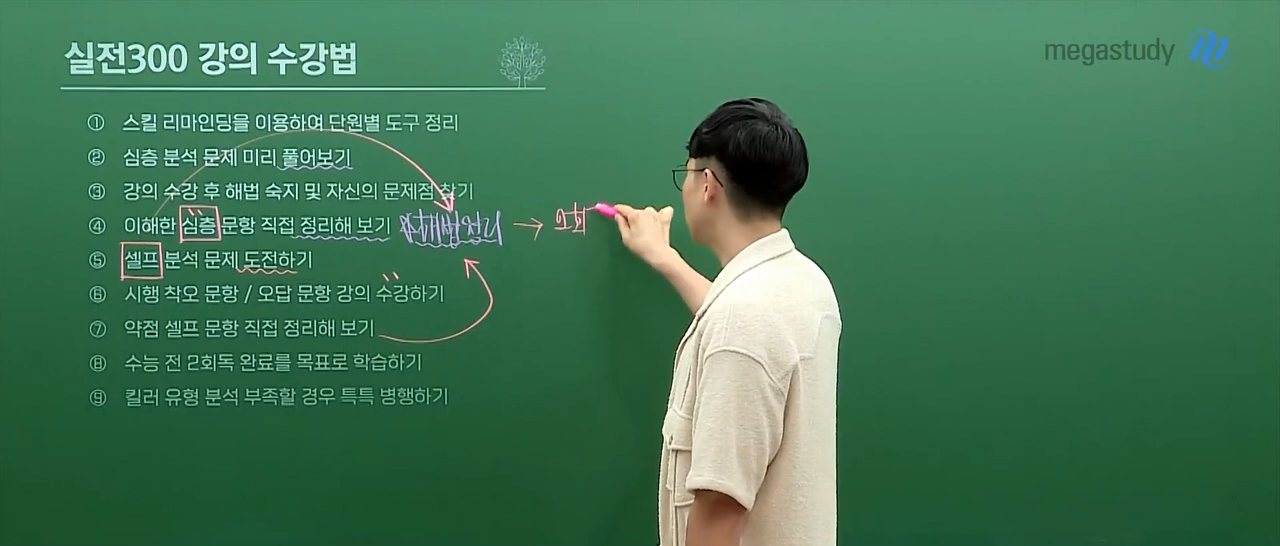 실전300 강의 수강법
megastudy
① 스킬 리마인딩을 이용하여 단원별 도구 정리
② 심층 분석 문제 미리 풀어보기
③ 강의 수강 후 해법 숙지 및 자신의 문제점 찾기
④ 이해한 심층 문항 직접 정리해 보기
⑤ 셀프 분석 문제 도전하기
⑥ 시행 착오 문항 / 오답 문항 강의 수강하기
⑦ 약점 셀프 문항 직접 정리해 보기
⑧ 수능 전 2회독 완료를 목표로 학습하기
⑨ 킬러 유형 분석 부족할 경우 특특 병행하기